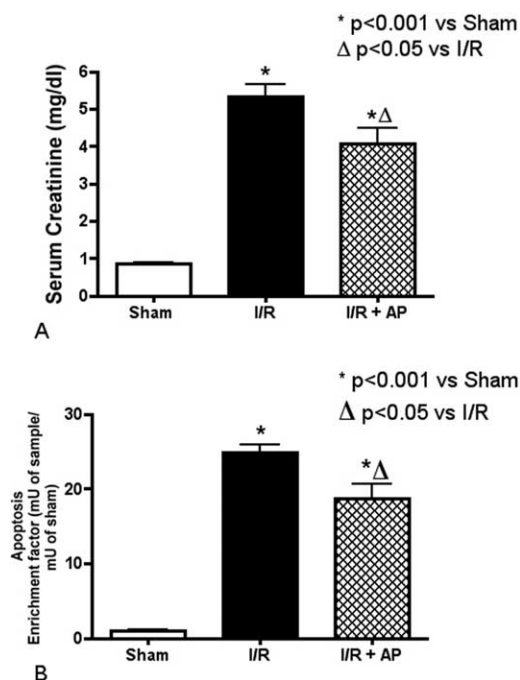 * p<0.001 vs Sham
Δ p<0.05 vs I/R
Serum Creatinine (mg/dl)
6
5
4
3
2
1
0
*
*Δ
Sham
I/R
I/R + AP
A
* p<0.001 vs Sham
Δ p<0.05 vs I/R
Apoptosis
Enrichment factor (mU of sample/
mU of sham)
30
20
10
0
*
*Δ
Sham
I/R
I/R + AP
B